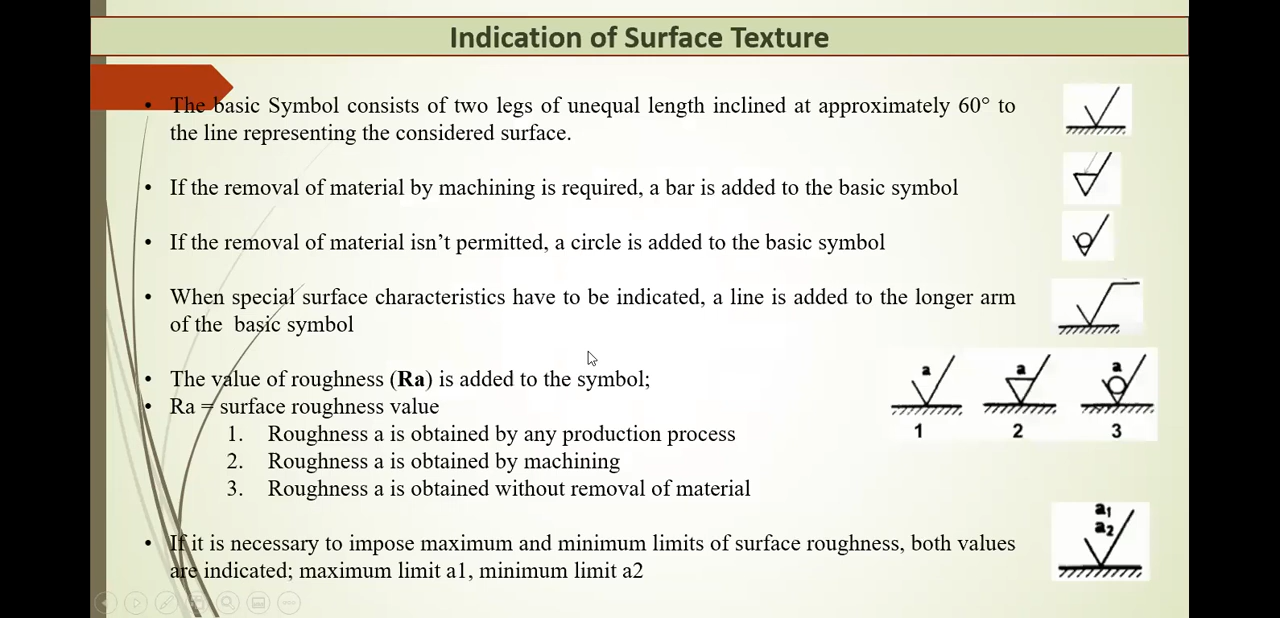 Indication of Surface Texture
• The basic Symbol consists of two legs of unequal length inclined at approximately 60° to
the line representing the considered surface.
• If the removal of material by machining is required, a bar is added to the basic symbol
• If the removal of material isn't permitted, a circle is added to the basic symbol
• When special surface characteristics have to be indicated, a line is added to the longer arm
of the basic symbol
• The value of roughness (Ra) is added to the symbol;
• Ra = surface roughness value
1. Roughness a is obtained by any production process
2. Roughness a is obtained by machining
3. Roughness a is obtained without removal of material
a a a
1 2 3
• If it is necessary to impose maximum and minimum limits of surface roughness, both values
are indicated; maximum limit a1, minimum limit a2
a1
a2